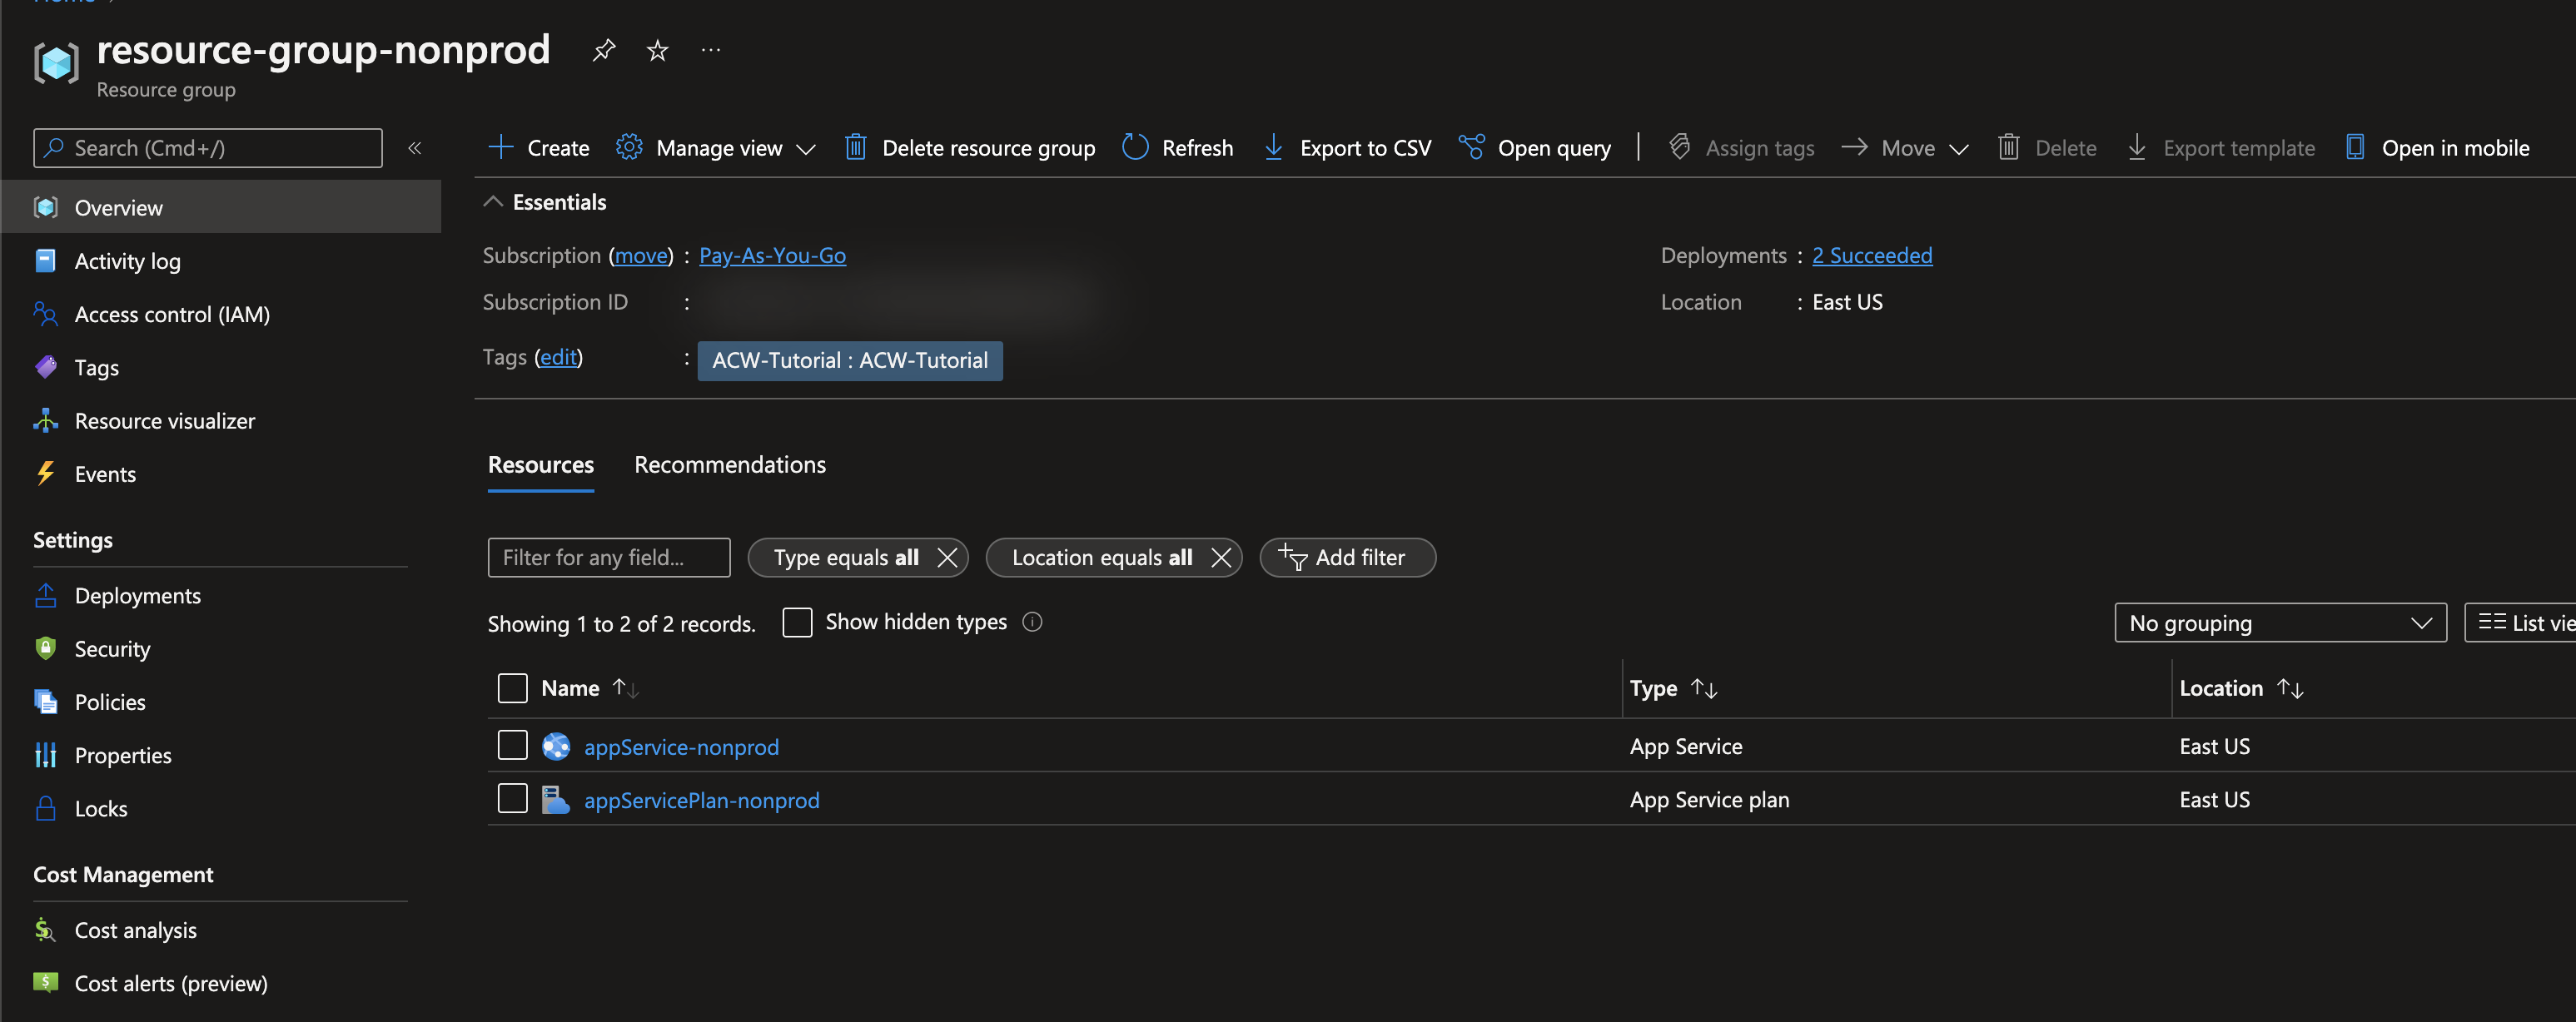 resource-group-nonprod
Resource group
Search (Cmd+/)
Overview
Activity log
Access control (IAM)
Tags
Resource visualizer
Events
Settings
Deployments
Security
Policies
Properties
Locks
Cost Management
Cost analysis
Cost alerts (preview)
Create Manage view Delete resource group Refresh Export to CSV Open query Assign tags Move Delete Export template Open in mobile
Essentials
Subscription (move) : Pay-As-You-Go
Subscription ID :
Tags (edit) : ACW-Tutorial : ACW-Tutorial
Deployments : 2 Succeeded
Location : East US
Resources Recommendations
Filter for any field... Type equals all Location equals all Add filter
Showing 1 to 2 of 2 records. Show hidden types No grouping List vie
Name Type Location
appService-nonprod App Service East US
appServicePlan-nonprod App Service plan East US